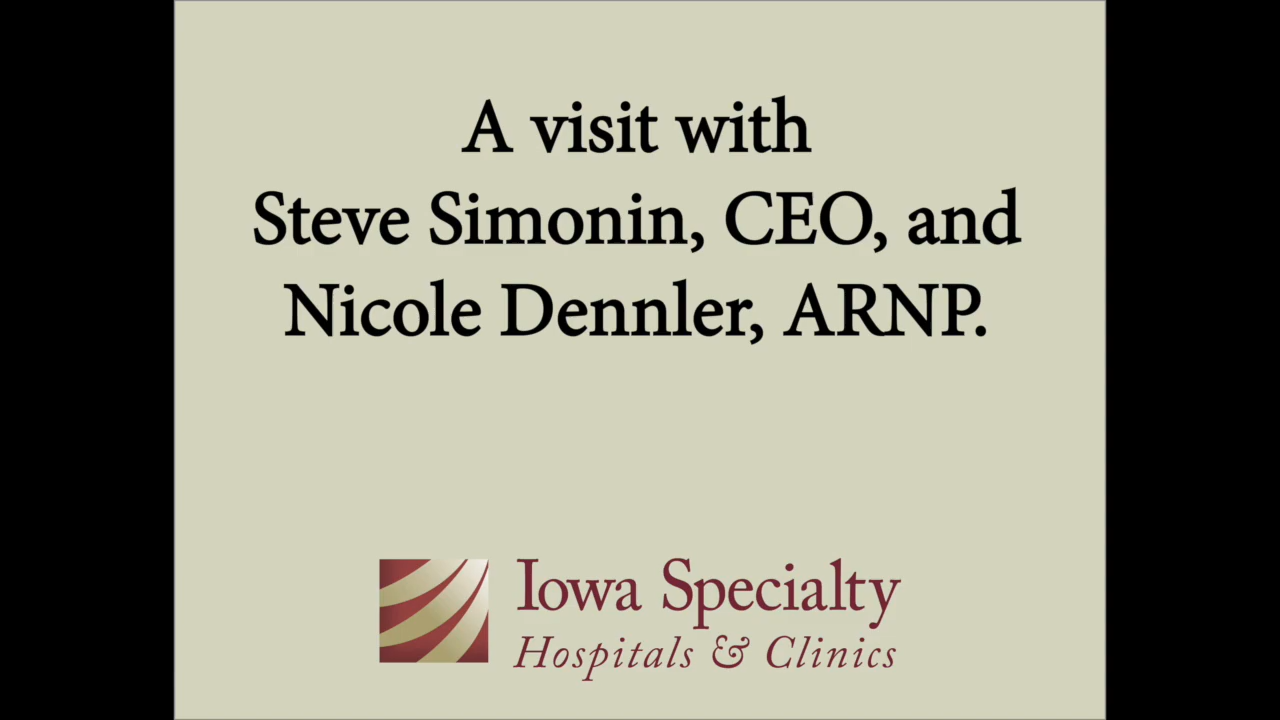 A visit with
Steve Simonin, CEO, and
Nicole Dennler, ARNP.
Iowa Specialty
Hospitals & Clinics